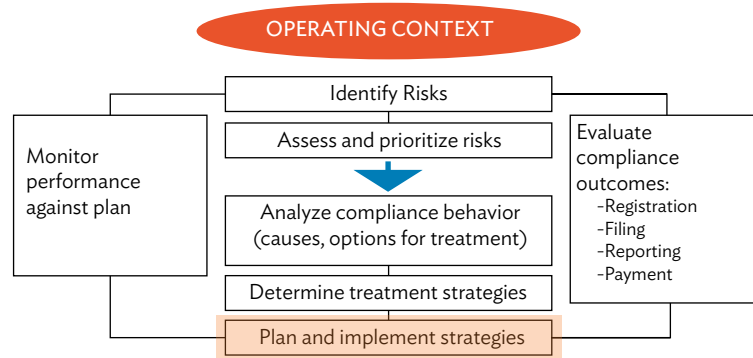 OPERATING CONTEXT
Identify Risks
Assess and prioritize risks
Monitor
performance
against plan
Analyze compliance behavior
(causes, options for treatment)
Determine treatment strategies
Plan and implement strategies
Evaluate
compliance
outcomes:
-Registration
-Filing
-Reporting
-Payment